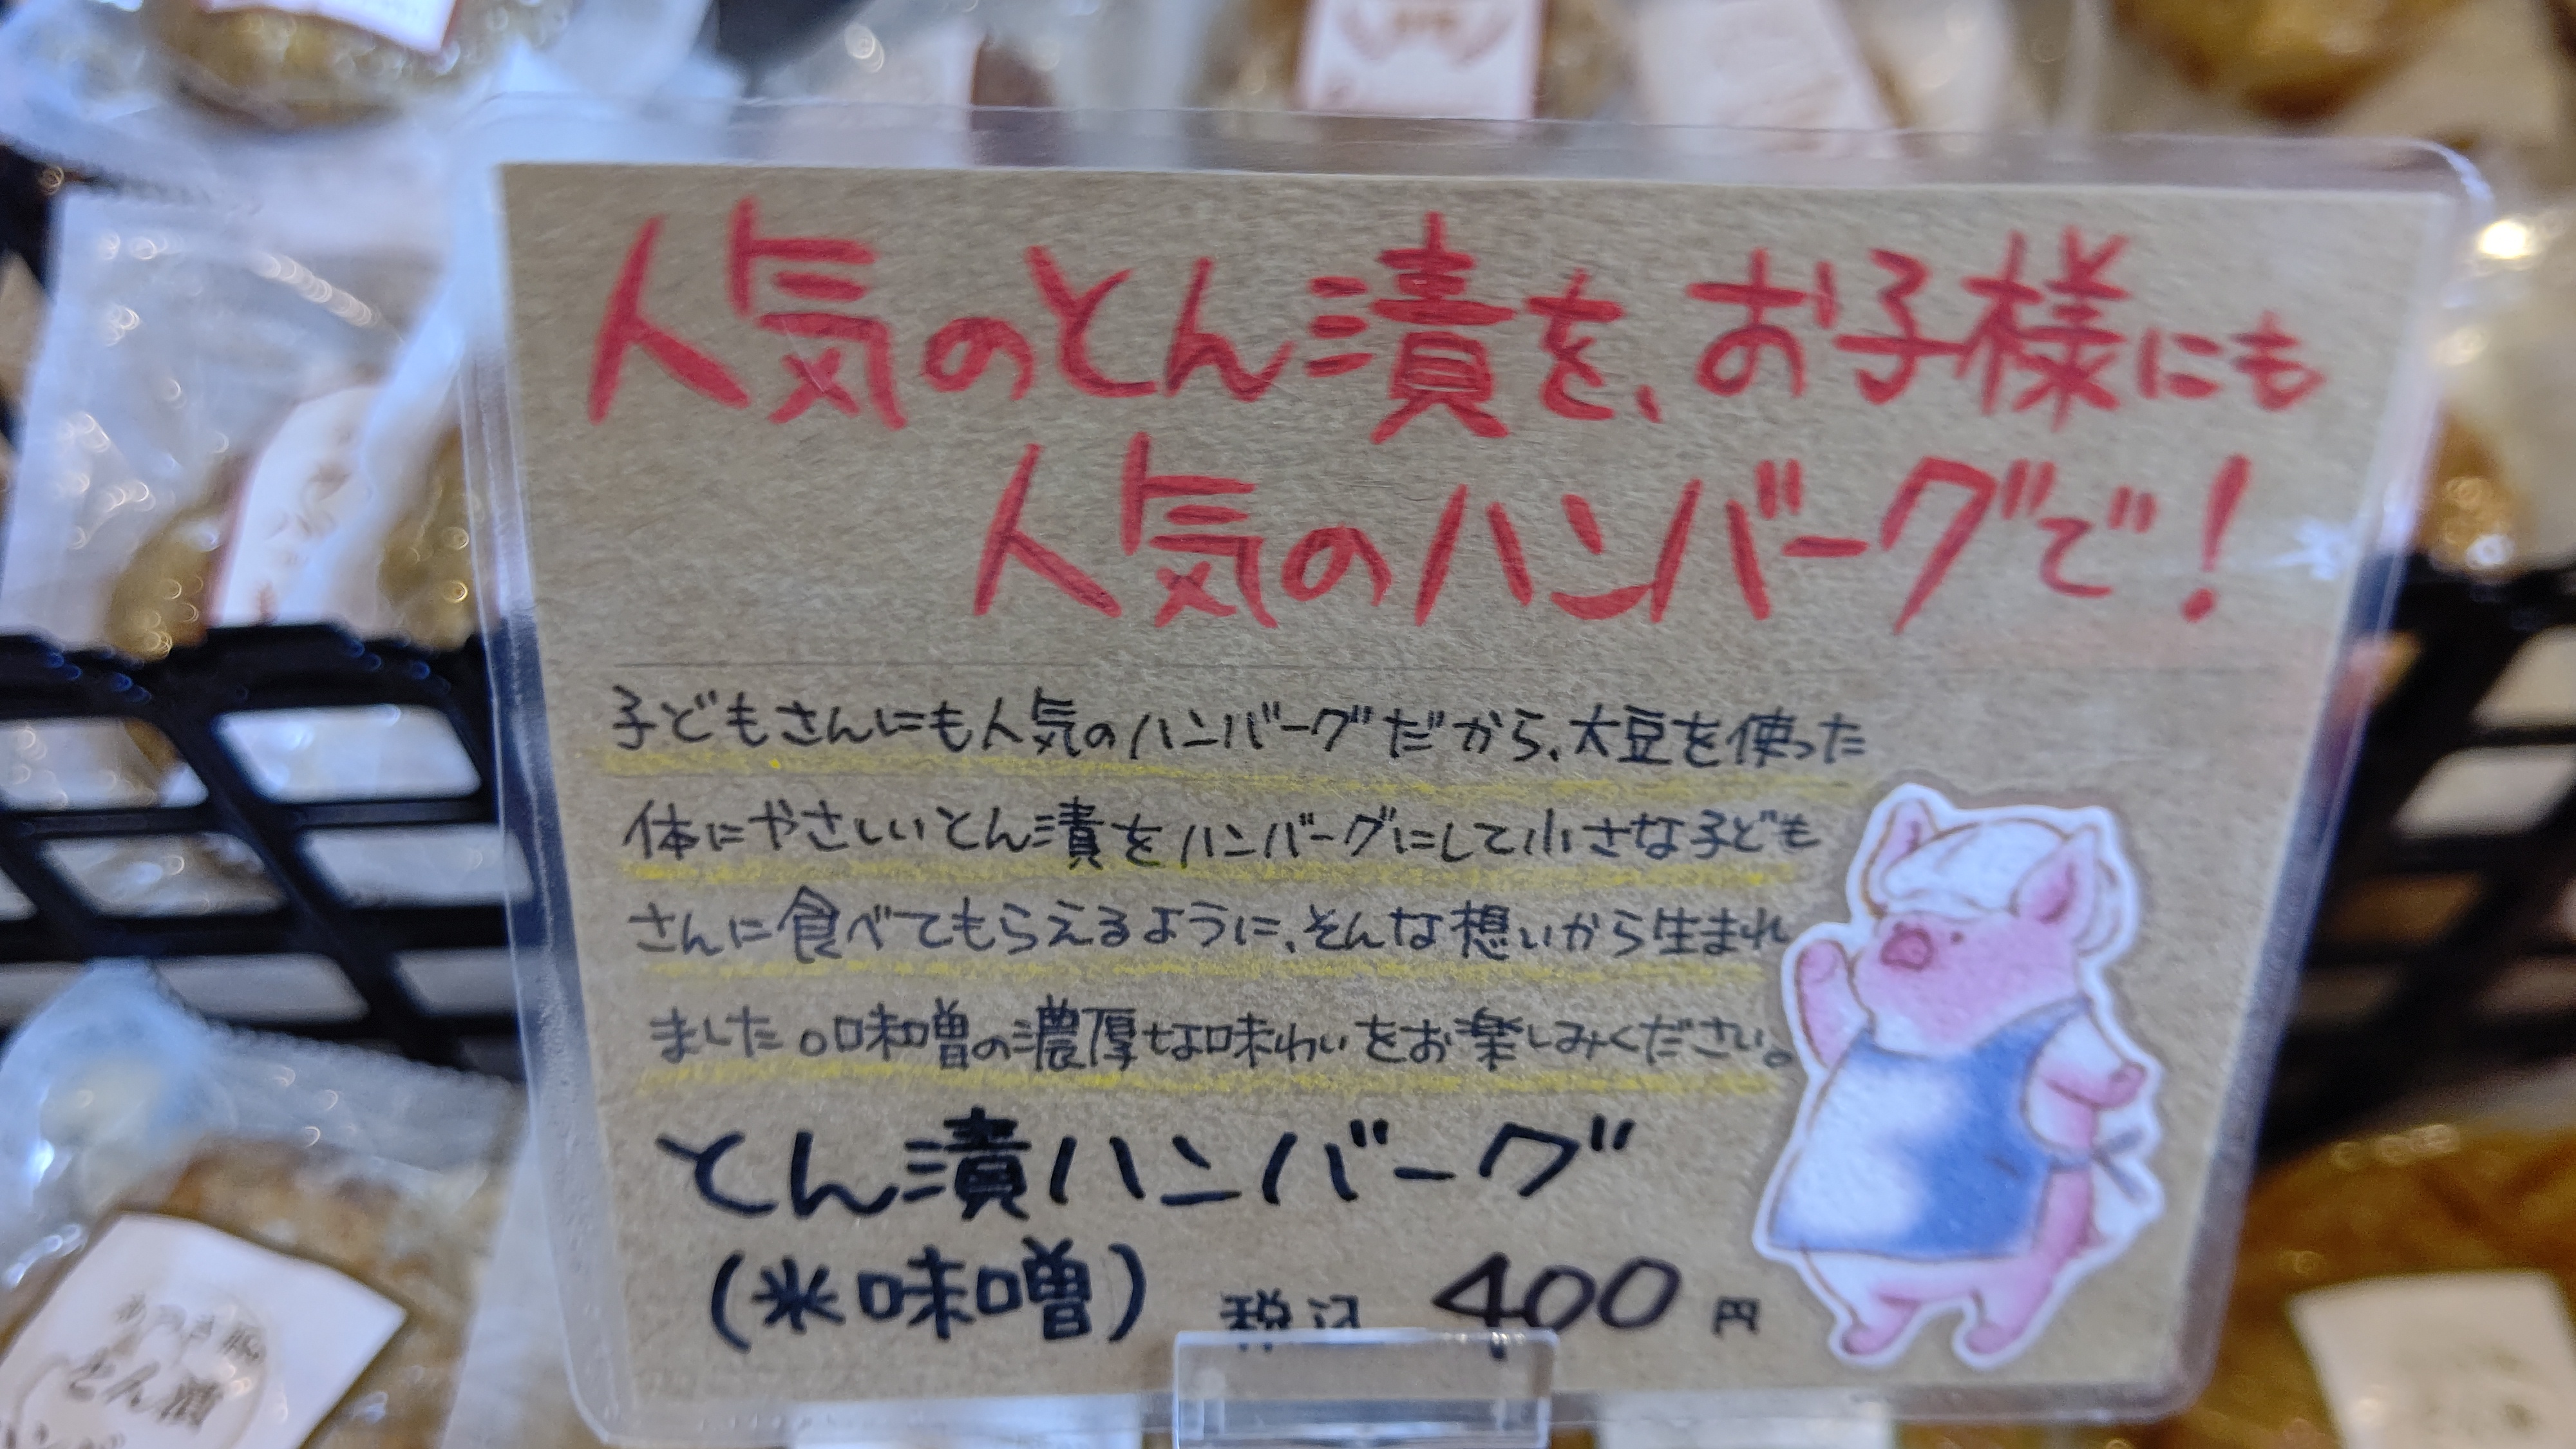 人気のとん漬を、お子様にも
人気のハンバーグで!
子どもさんにも人気のハンバーグだから、大豆を使った
体にやさしいとん漬をハンバーグにして小さな子ども
さんに食べてもらえるように、そんな想いから生まれ
ました。味噌の濃厚な味わいをお楽しみください。
とん漬ハンバーグ
(米味噌) 税込 400円
とん漬